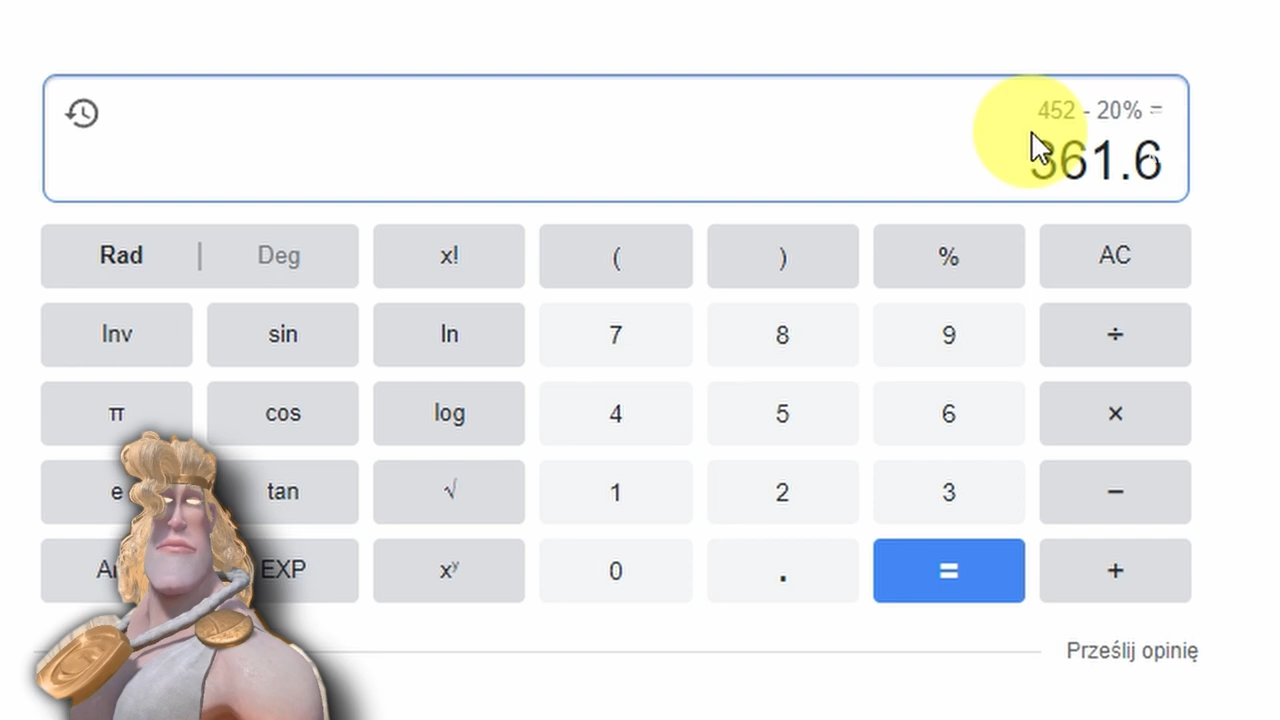 452 - 20% =
361.6
Rad | Deg x! ( ) % AC
Inv sin ln 7 8 9 ÷
π cos log 4 5 6 ×
e tan √ 1 2 3 −
EXP xʸ 0 . = +
Prześlij opinię